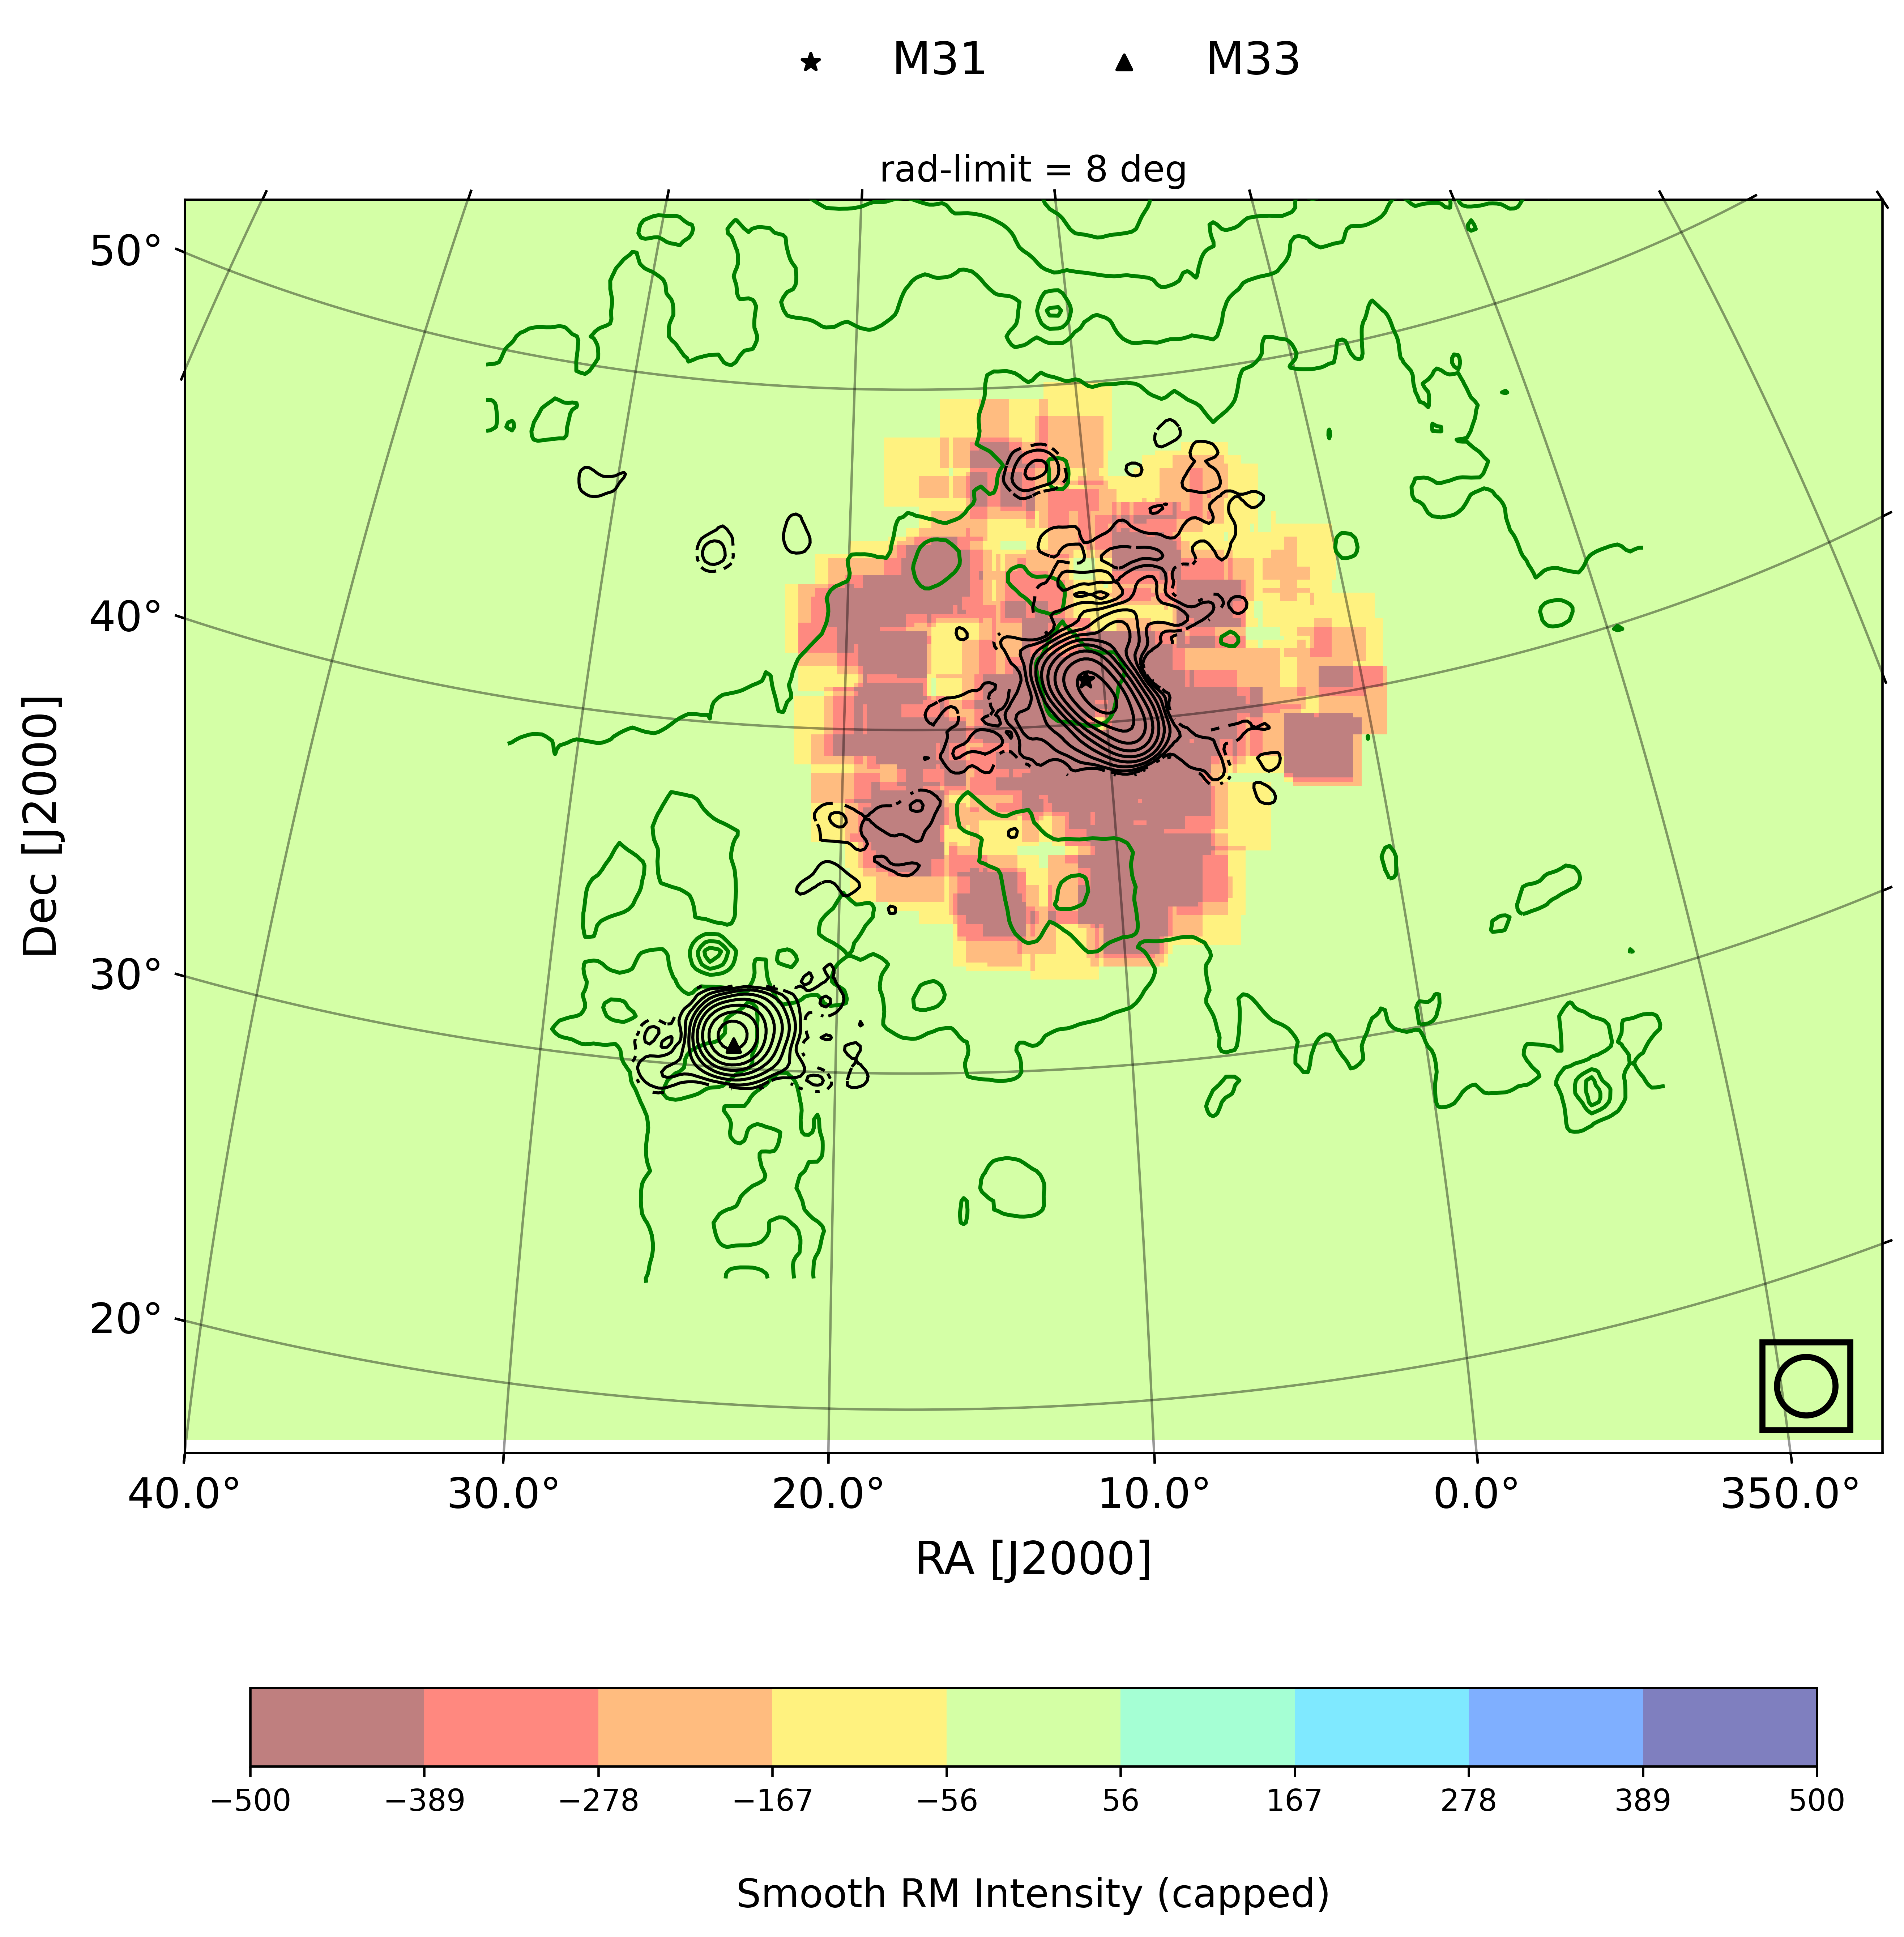 M31 M33
rad-limit = 8 deg
50°
40°
30°
20°
Dec [J2000]
40.0° 30.0° 20.0° 10.0° 0.0° 350.0°
RA [J2000]
−500 −389 −278 −167 −56 56 167 278 389 500
Smooth RM Intensity (capped)